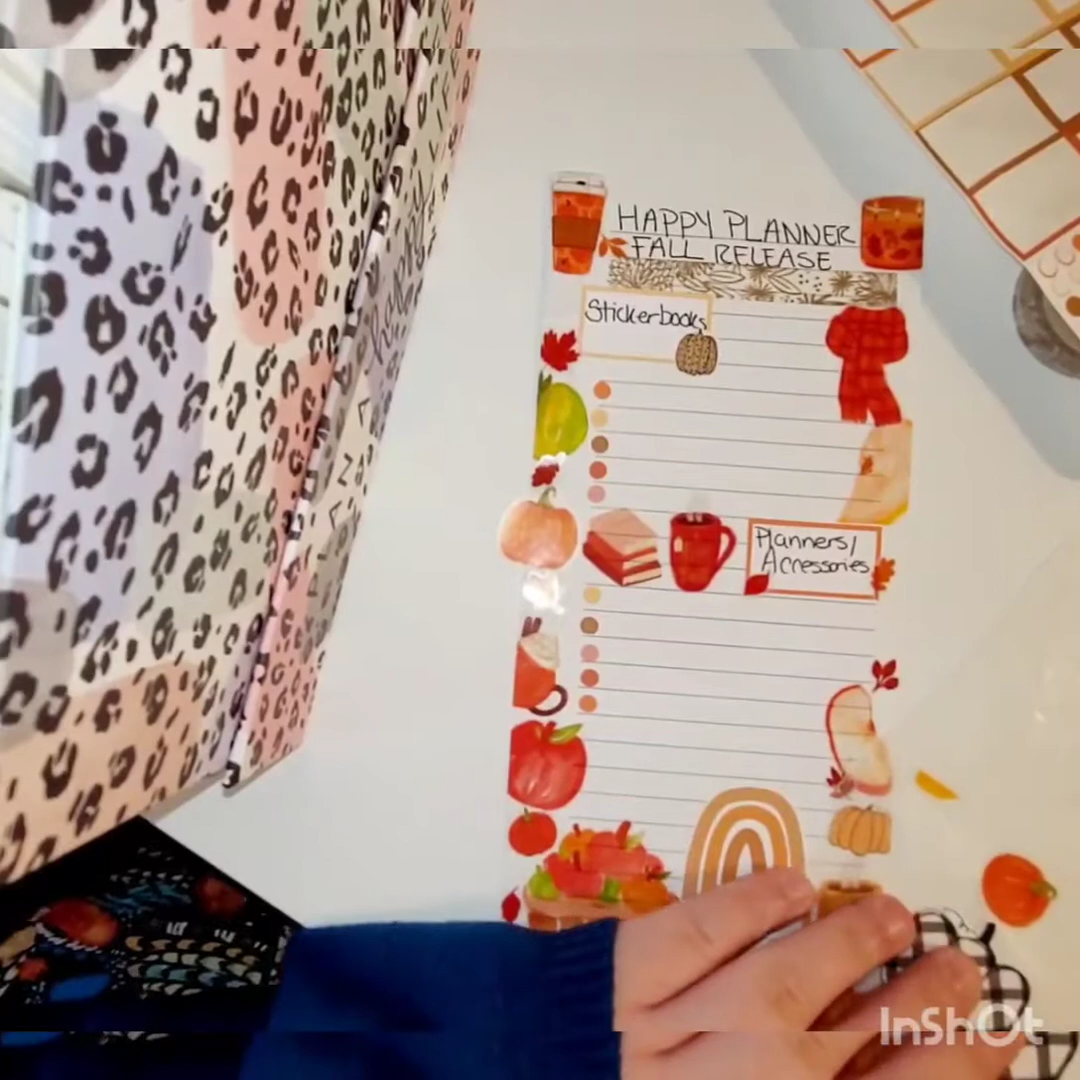 HAPPY PLANNER
FALL RELEASE
Stickerbooks
Planners/
Accessories
InShOt